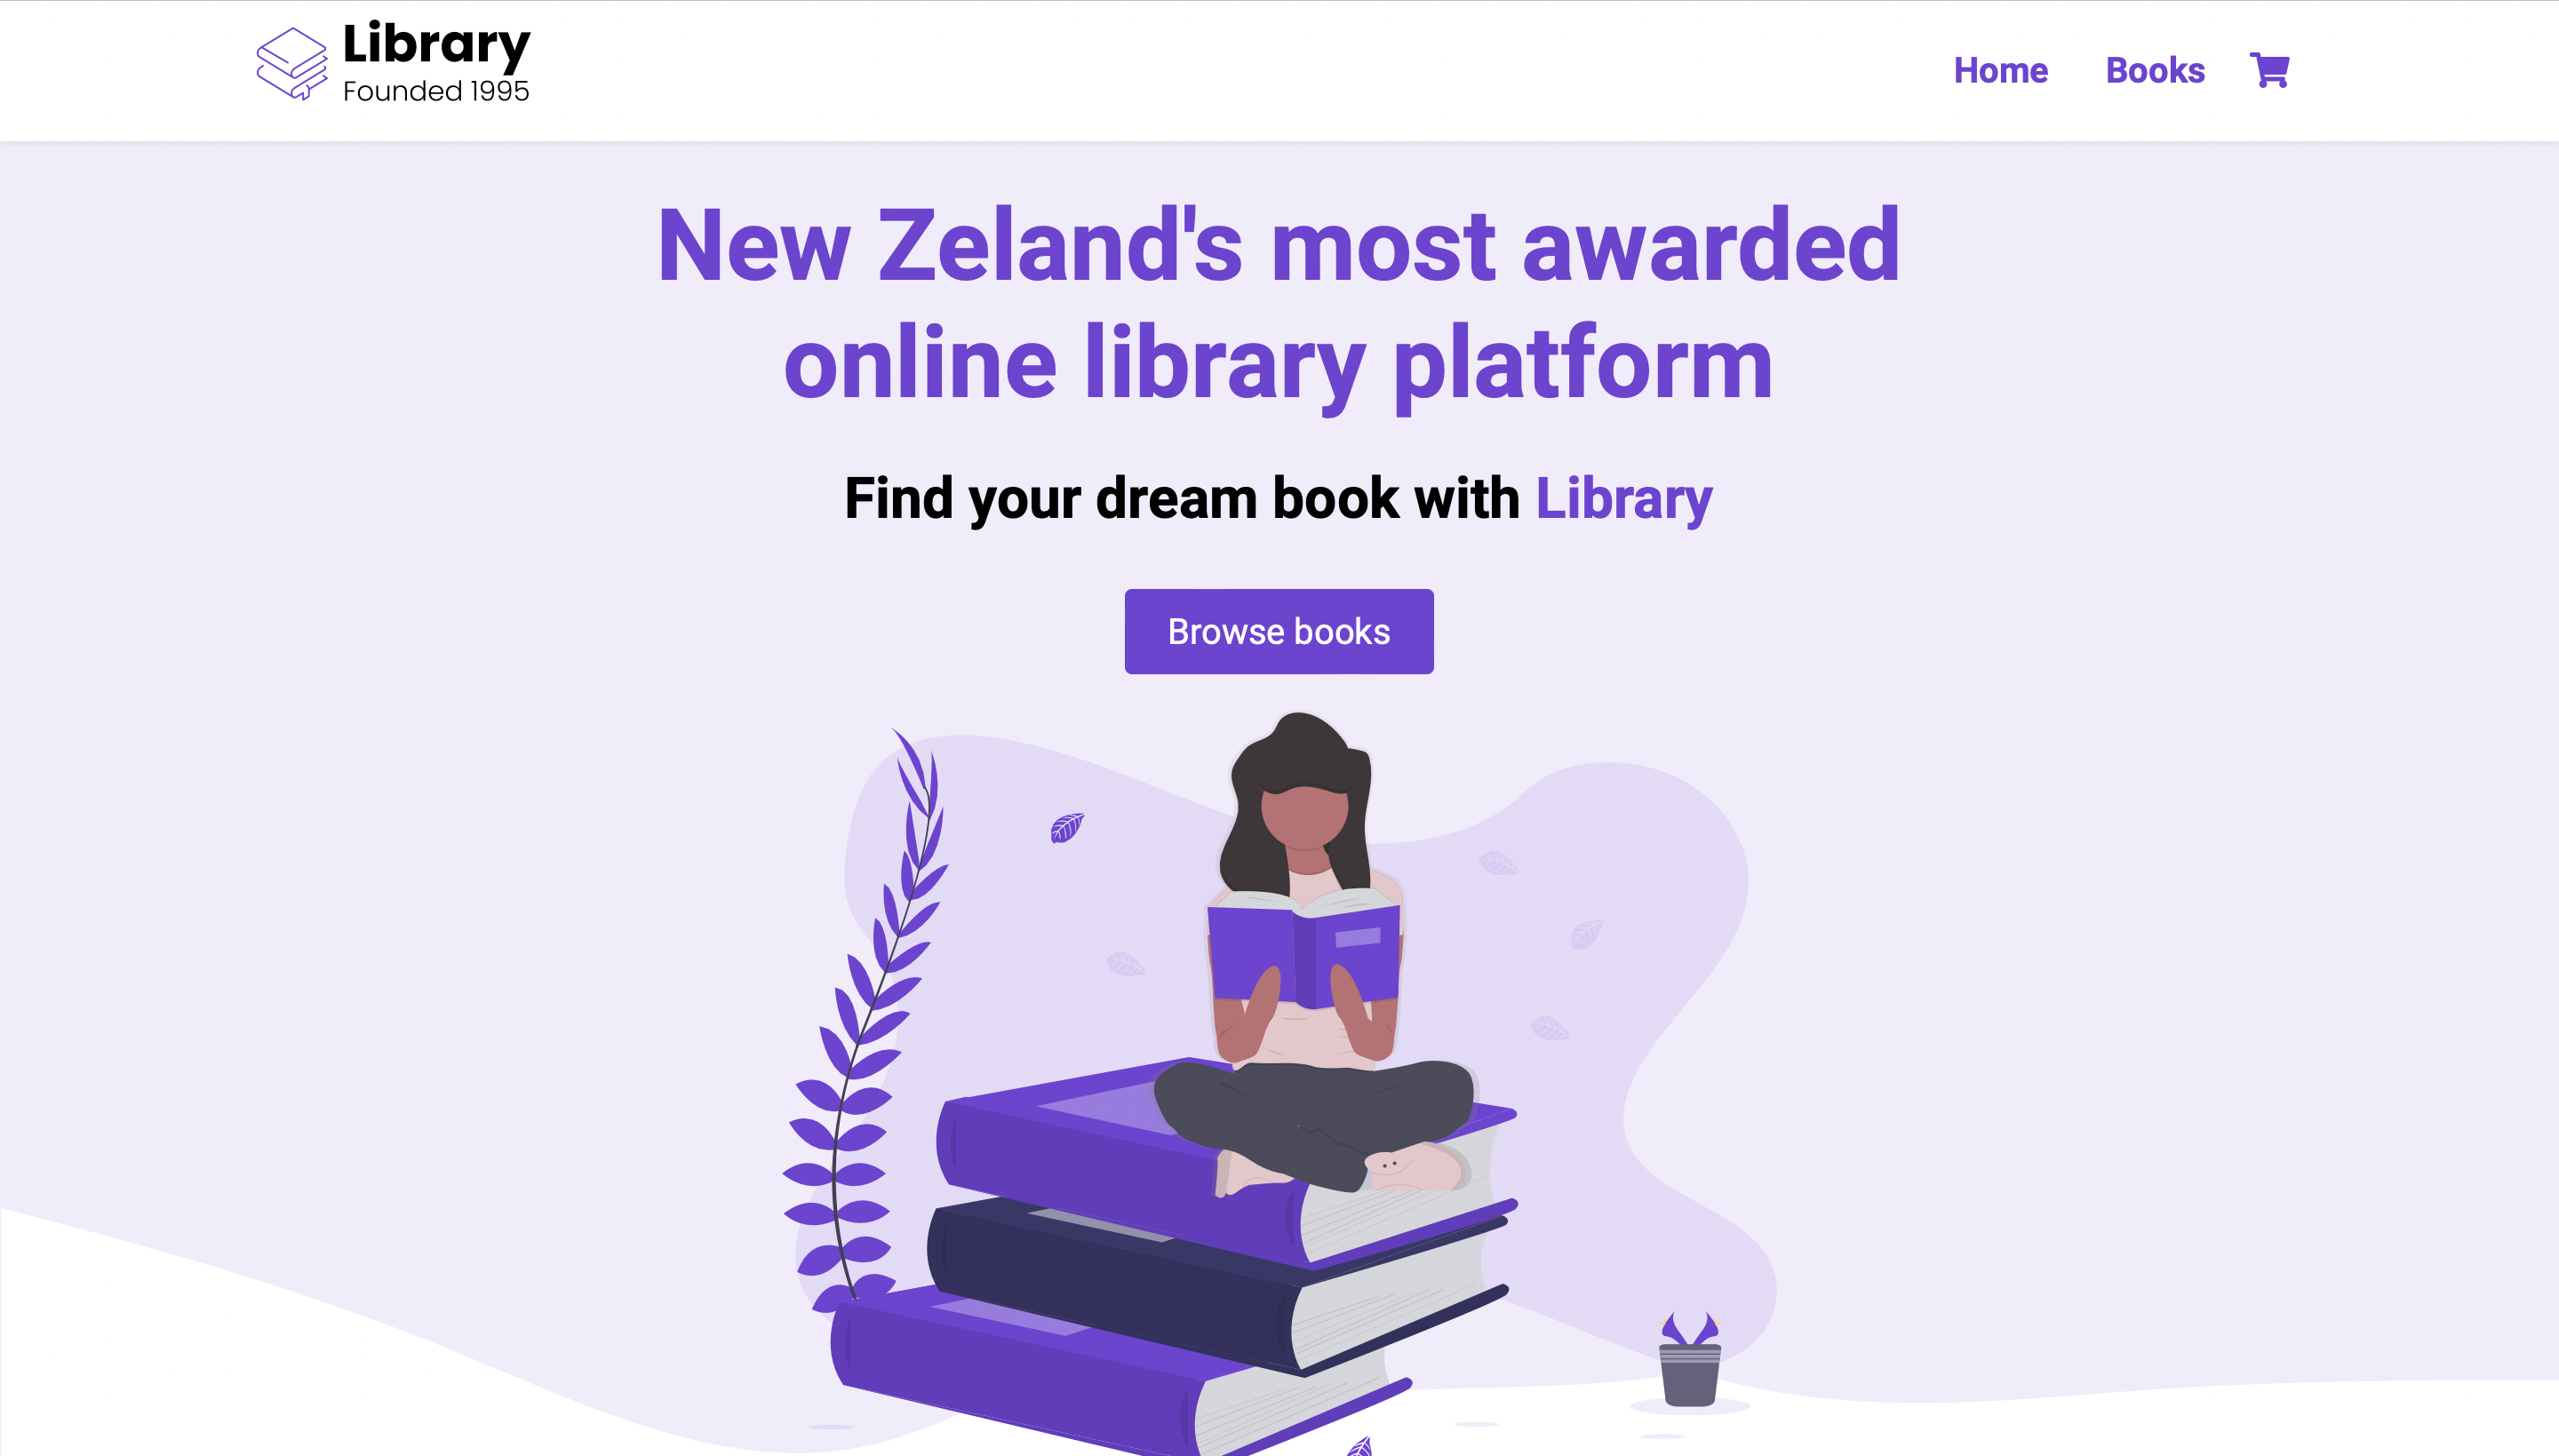 Library
Founded 1995
Home
Books
New Zeland's most awarded
online library platform
Find your dream book with Library
Browse books